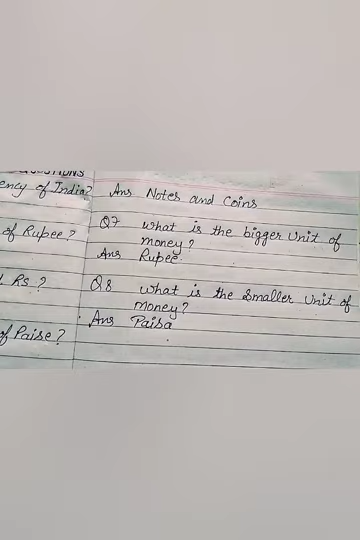 QUESTIONS
ency of India?
of Rupee?
Rs ?
of Paise?
Ans Notes and Coins
Q7 what is the bigger unit of
money?
Ans Rupee
Q8 what is the smaller unit of
money?
Ans Paisa